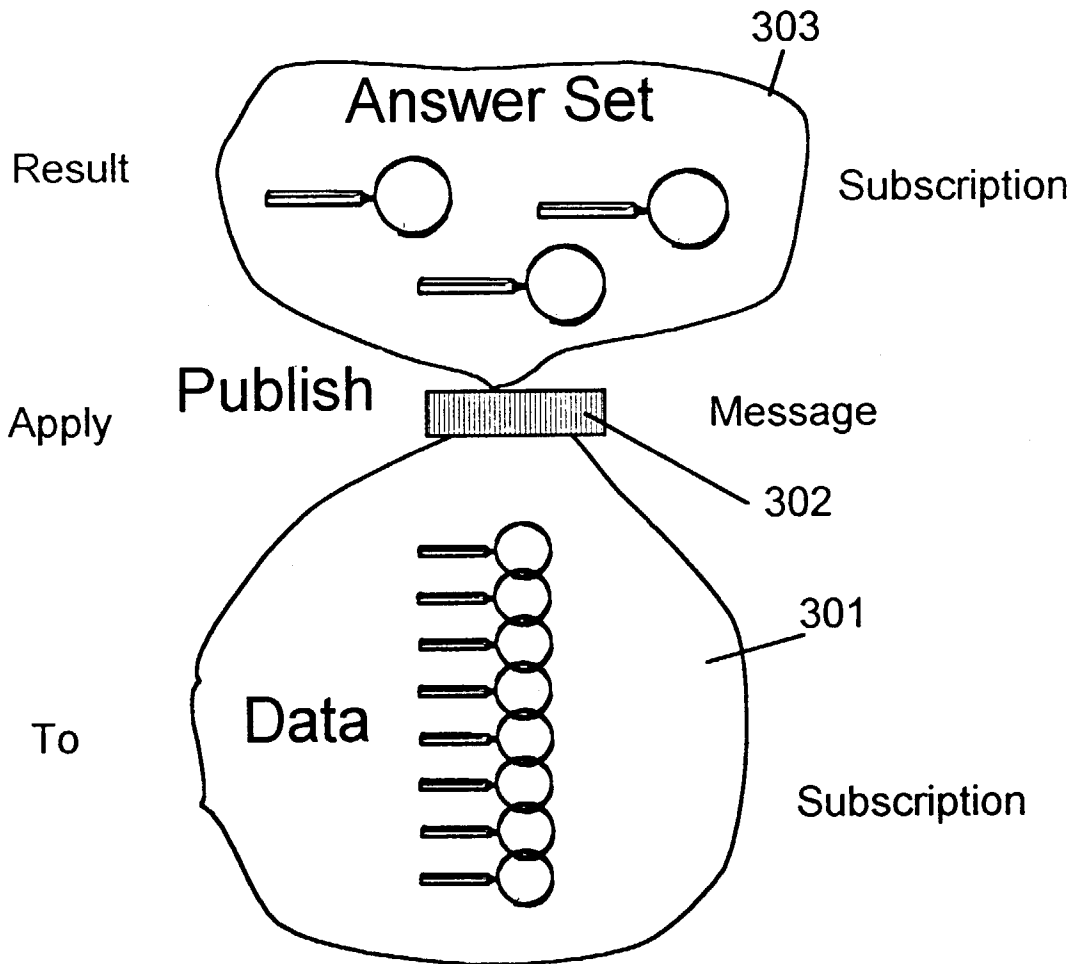 303
Answer Set
Result
Subscription
Publish
Apply
Message
302
301
Data
To
Subscription